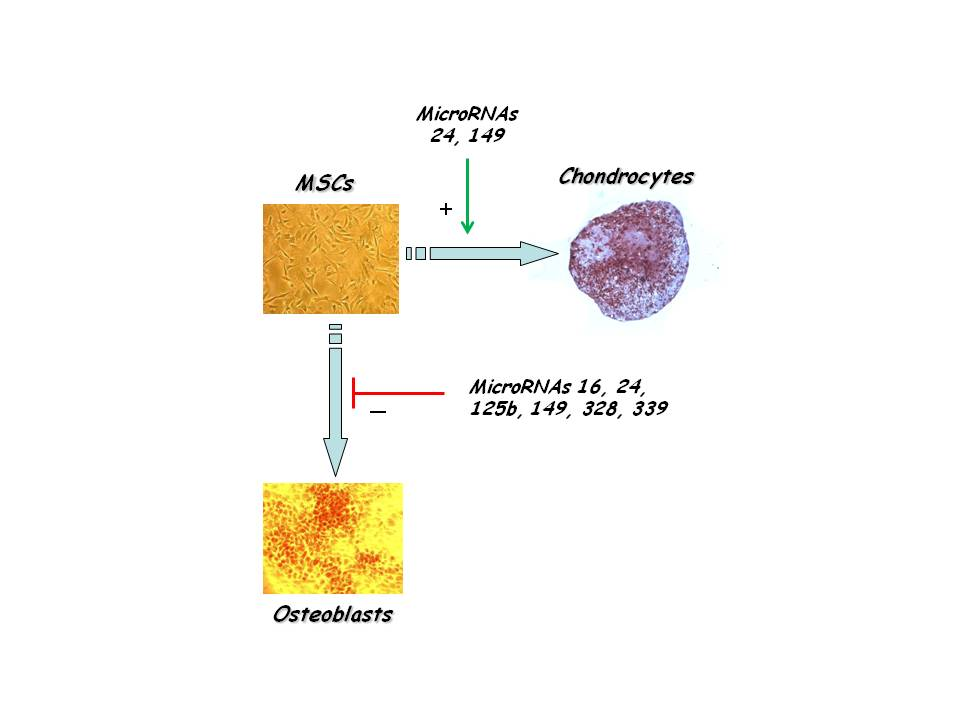 MicroRNAs
24, 149
MSCs
Chondrocytes
+
MicroRNAs 16, 24,
125b, 149, 328, 339
—
Osteoblasts